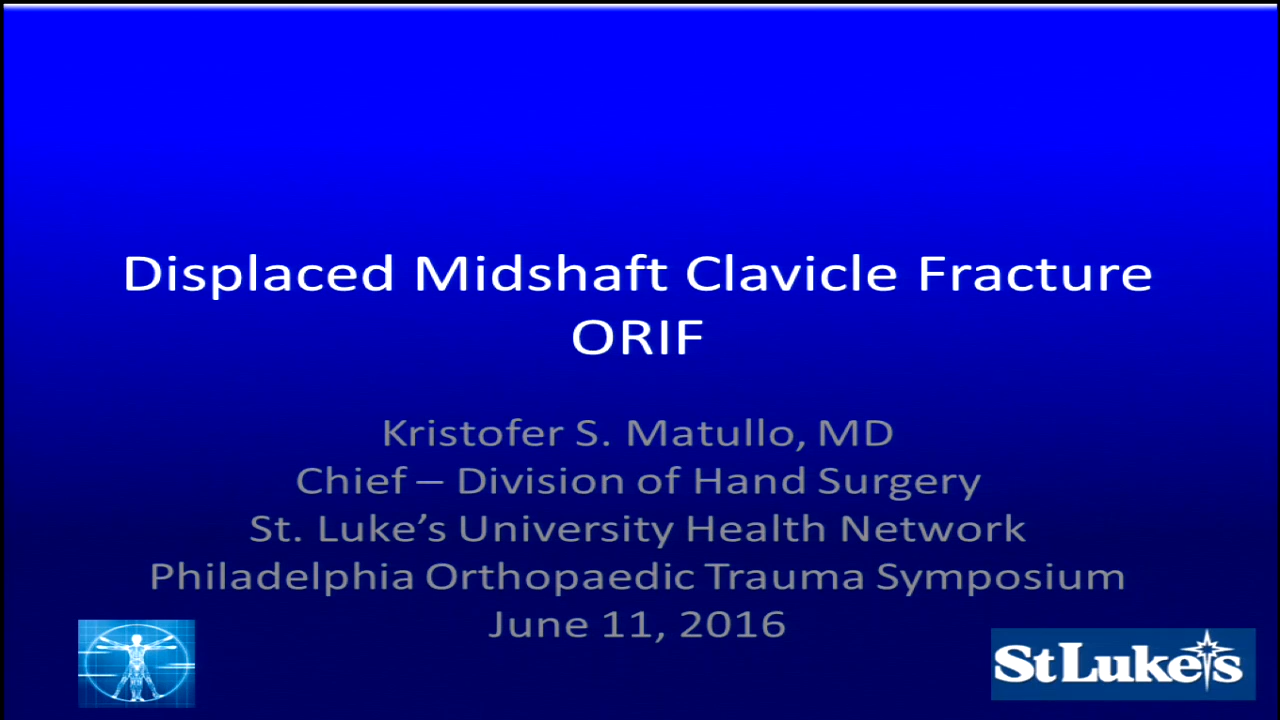 Displaced Midshaft Clavicle Fracture
ORIF
Kristofer S. Matullo, MD
Chief – Division of Hand Surgery
St. Luke’s University Health Network
Philadelphia Orthopaedic Trauma Symposium
June 11, 2016
StLuke's